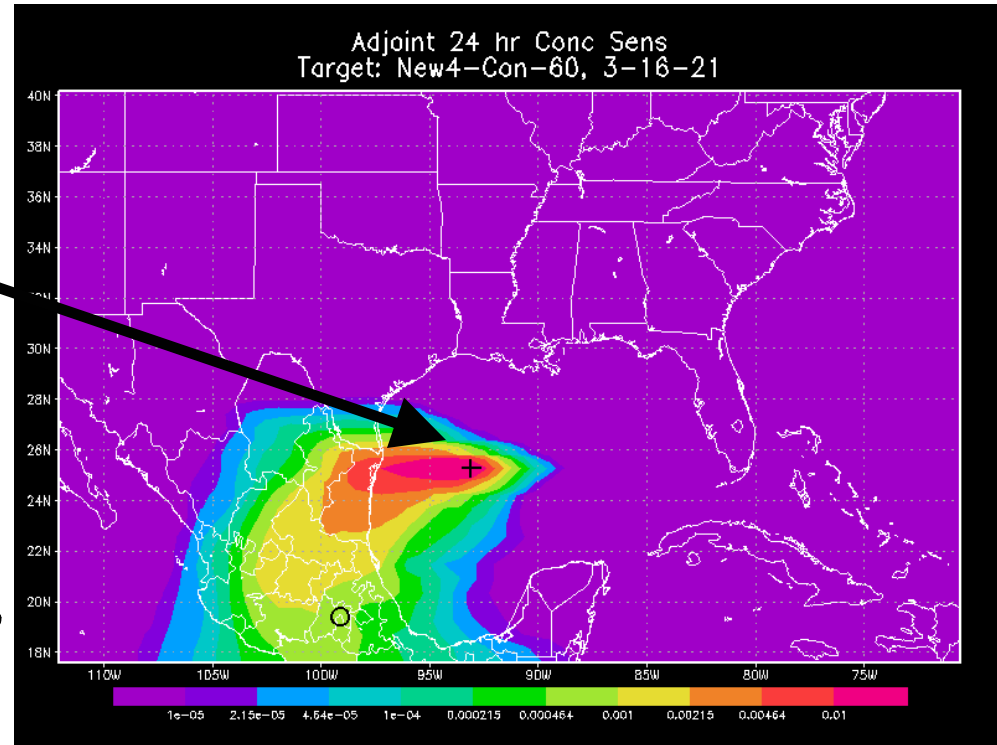 Adjoint 24 hr Conc Sens
Target: New4-Con-60, 3-16-21
40N
38N
36N
34N
32N
30N
28N
26N
24N
22N
20N
18N
110W 105W 100W 95W 90W 85W 80W 75W
1e-05 2.15e-05 4.64e-05 1e-04 0.000215 0.000464 0.001 0.00215 0.00464 0.01